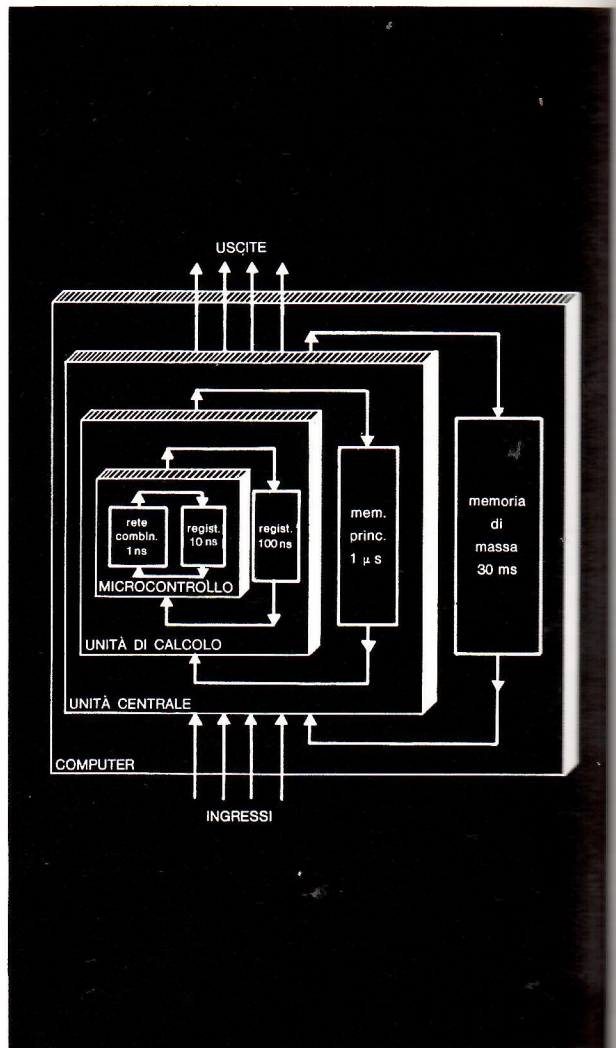 USCITE
rete
combin.
1 ns
regist.
10 ns
MICROCONTROLLO
regist.
100 ns
UNITÀ DI CALCOLO
mem.
princ.
1 μ s
UNITÀ CENTRALE
memoria
di
massa
30 ms
COMPUTER
INGRESSI